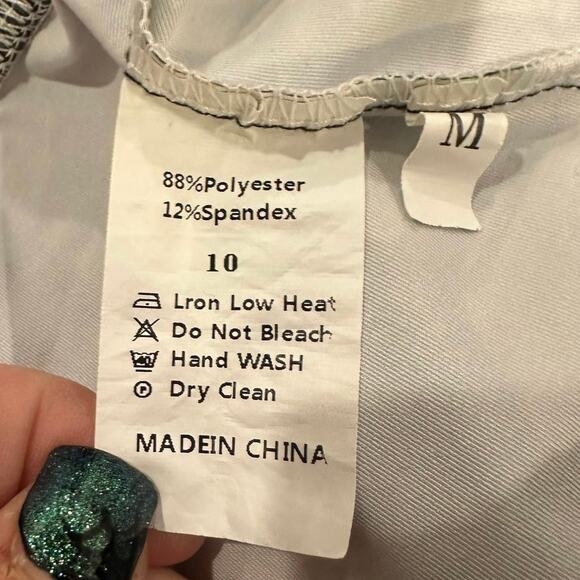 88%Polyester
12%Spandex
10
Lron Low Heat
Do Not Bleach
Hand WASH
Dry Clean
MADEIN CHINA
M